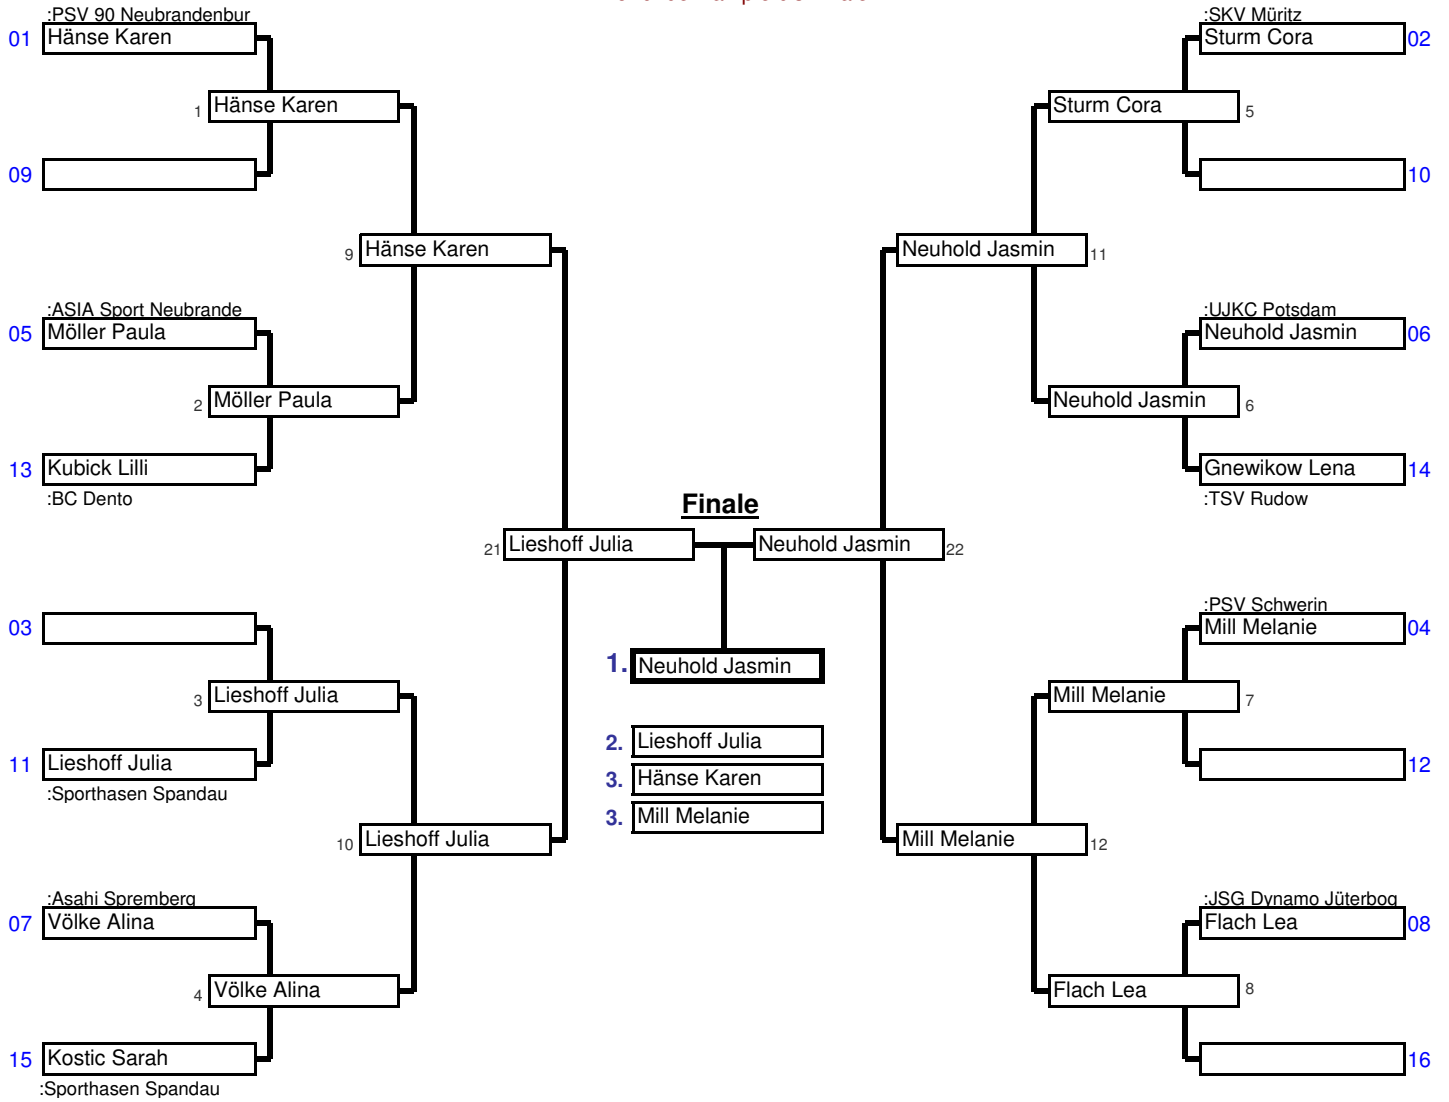 :PSV 90 Neubrandenbur
01 Hänse Karen
1 Hänse Karen
09
9 Hänse Karen
:ASIA Sport Neubrande
05 Möller Paula
2 Möller Paula
13 Kubick Lilli
:BC Dento
21 Lieshoff Julia
03
3 Lieshoff Julia
11 Lieshoff Julia
:Sporthasen Spandau
10 Lieshoff Julia
:Asahi Spremberg
07 Völke Alina
4 Völke Alina
15 Kostic Sarah
:Sporthasen Spandau
Finale
1. Neuhold Jasmin
2. Lieshoff Julia
3. Hänse Karen
3. Mill Melanie
:SKV Müritz
Sturm Cora 02
Sturm Cora 5
10
Neuhold Jasmin 11
:UJKC Potsdam
Neuhold Jasmin 06
Neuhold Jasmin 6
Gnewikow Lena 14
:TSV Rudow
Neuhold Jasmin 22
:PSV Schwerin
Mill Melanie 04
Mill Melanie 7
12
Mill Melanie 12
:JSG Dynamo Jüterbog
Flach Lea 08
Flach Lea 8
16